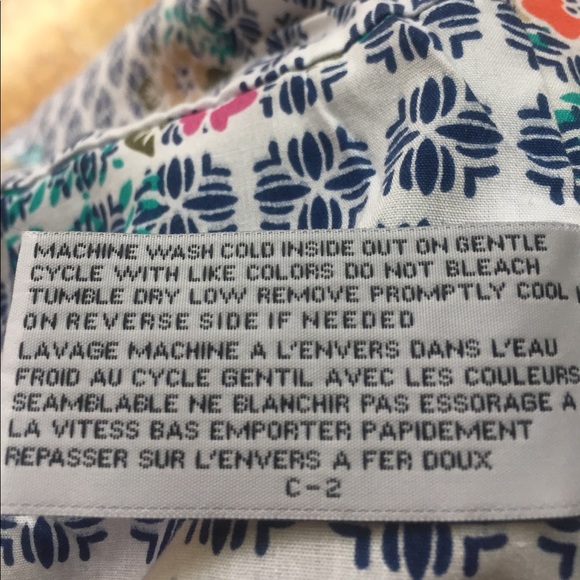 MACHINE WASH COLD INSIDE OUT ON GENTLE
CYCLE WITH LIKE COLORS DO NOT BLEACH
TUMBLE DRY LOW REMOVE PROMPTLY COOL
ON REVERSE SIDE IF NEEDED
LAVAGE MACHINE A L'ENVERS DANS L'EAU
FROID AU CYCLE GENTIL AVEC LES COULEURS
SEAMBLABLE NE BLANCHIR PAS ESSORAGE A
LA VITESS BAS EMPORTER PAPIDEMENT
REPASSER SUR L'ENVERS A FER DOUX
C-2